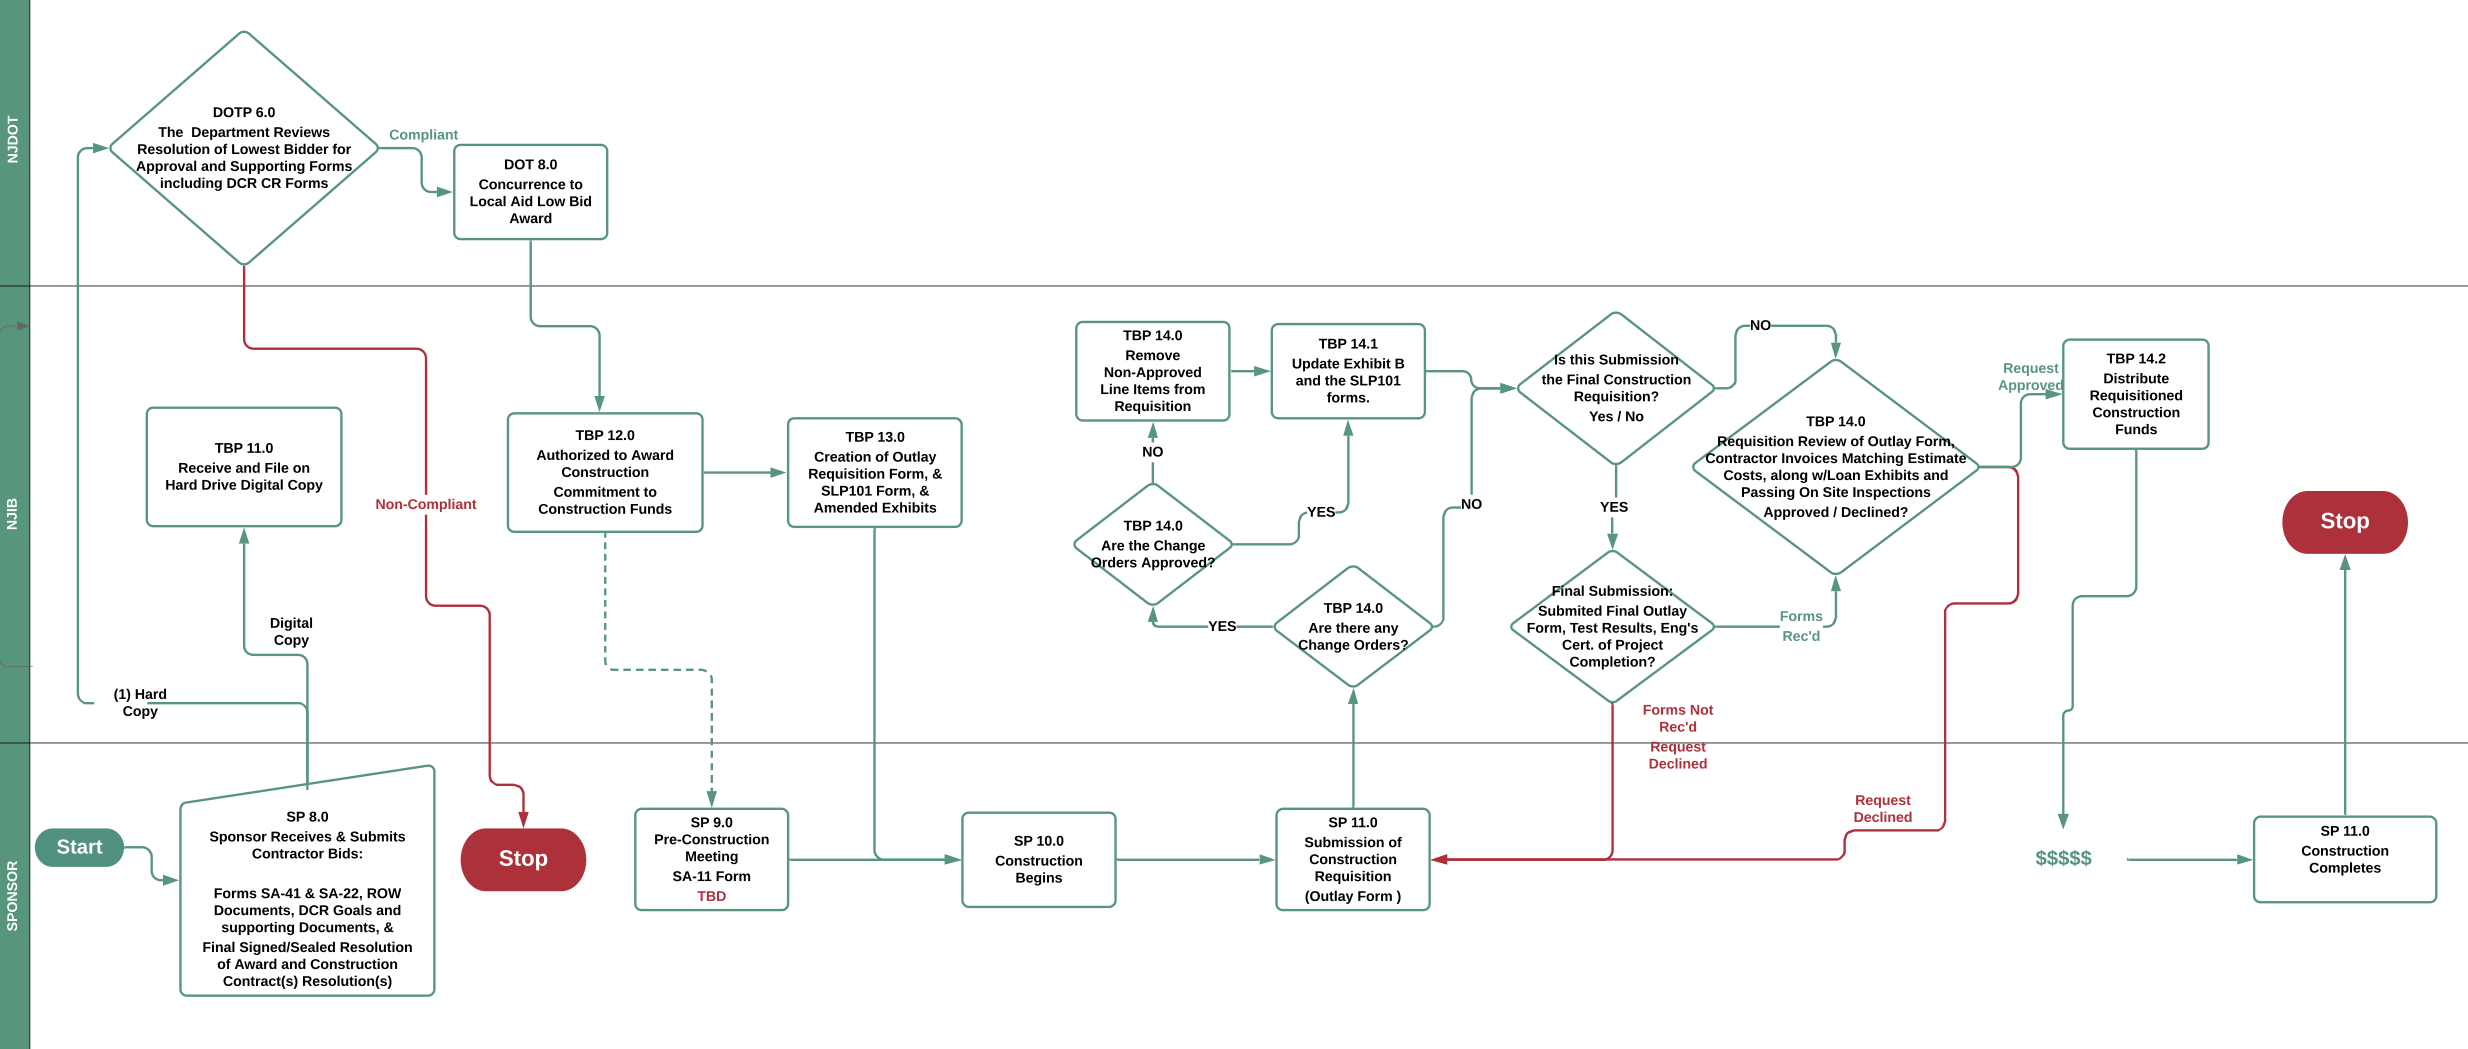 NJDOT
DOTP 6.0
The Department Reviews
Resolution of Lowest Bidder for
Approval and Supporting Forms
including DCR CR Forms
Compliant
DOT 8.0
Concurrence to
Local Aid Low Bid
Award
NJIB
TBP 11.0
Receive and File on
Hard Drive Digital Copy
Digital
Copy
(1) Hard
Copy
Non-Compliant
TBP 12.0
Authorized to Award
Construction
Commitment to
Construction Funds
TBP 13.0
Creation of Outlay
Requisition Form, &
SLP101 Form, &
Amended Exhibits
TBP 14.0
Remove
Non-Approved
Line Items from
Requisition
TBP 14.1
Update Exhibit B
and the SLP101
forms.
NO
TBP 14.0
Are the Change
Orders Approved?
YES
YES
TBP 14.0
Are there any
Change Orders?
NO
Is this Submission
the Final Construction
Requisition?
Yes / No
NO
YES
Final Submission:
Submited Final Outlay
Form, Test Results, Eng's
Cert. of Project
Completion?
Forms
Rec'd
Forms Not
Rec'd
Request
Declined
TBP 14.0
Requisition Review of Outlay Form,
Contractor Invoices Matching Estimate
Costs, along w/Loan Exhibits and
Passing On Site Inspections
Approved / Declined?
Request
Approved
TBP 14.2
Distribute
Requisitioned
Construction
Funds
Stop
SPONSOR
Start
SP 8.0
Sponsor Receives & Submits
Contractor Bids:
Forms SA-41 & SA-22, ROW
Documents, DCR Goals and
supporting Documents, &
Final Signed/Sealed Resolution
of Award and Construction
Contract(s) Resolution(s)
Stop
SP 9.0
Pre-Construction
Meeting
SA-11 Form
TBD
SP 10.0
Construction
Begins
SP 11.0
Submission of
Construction
Requisition
(Outlay Form )
Request
Declined
$$$$$
SP 11.0
Construction
Completes